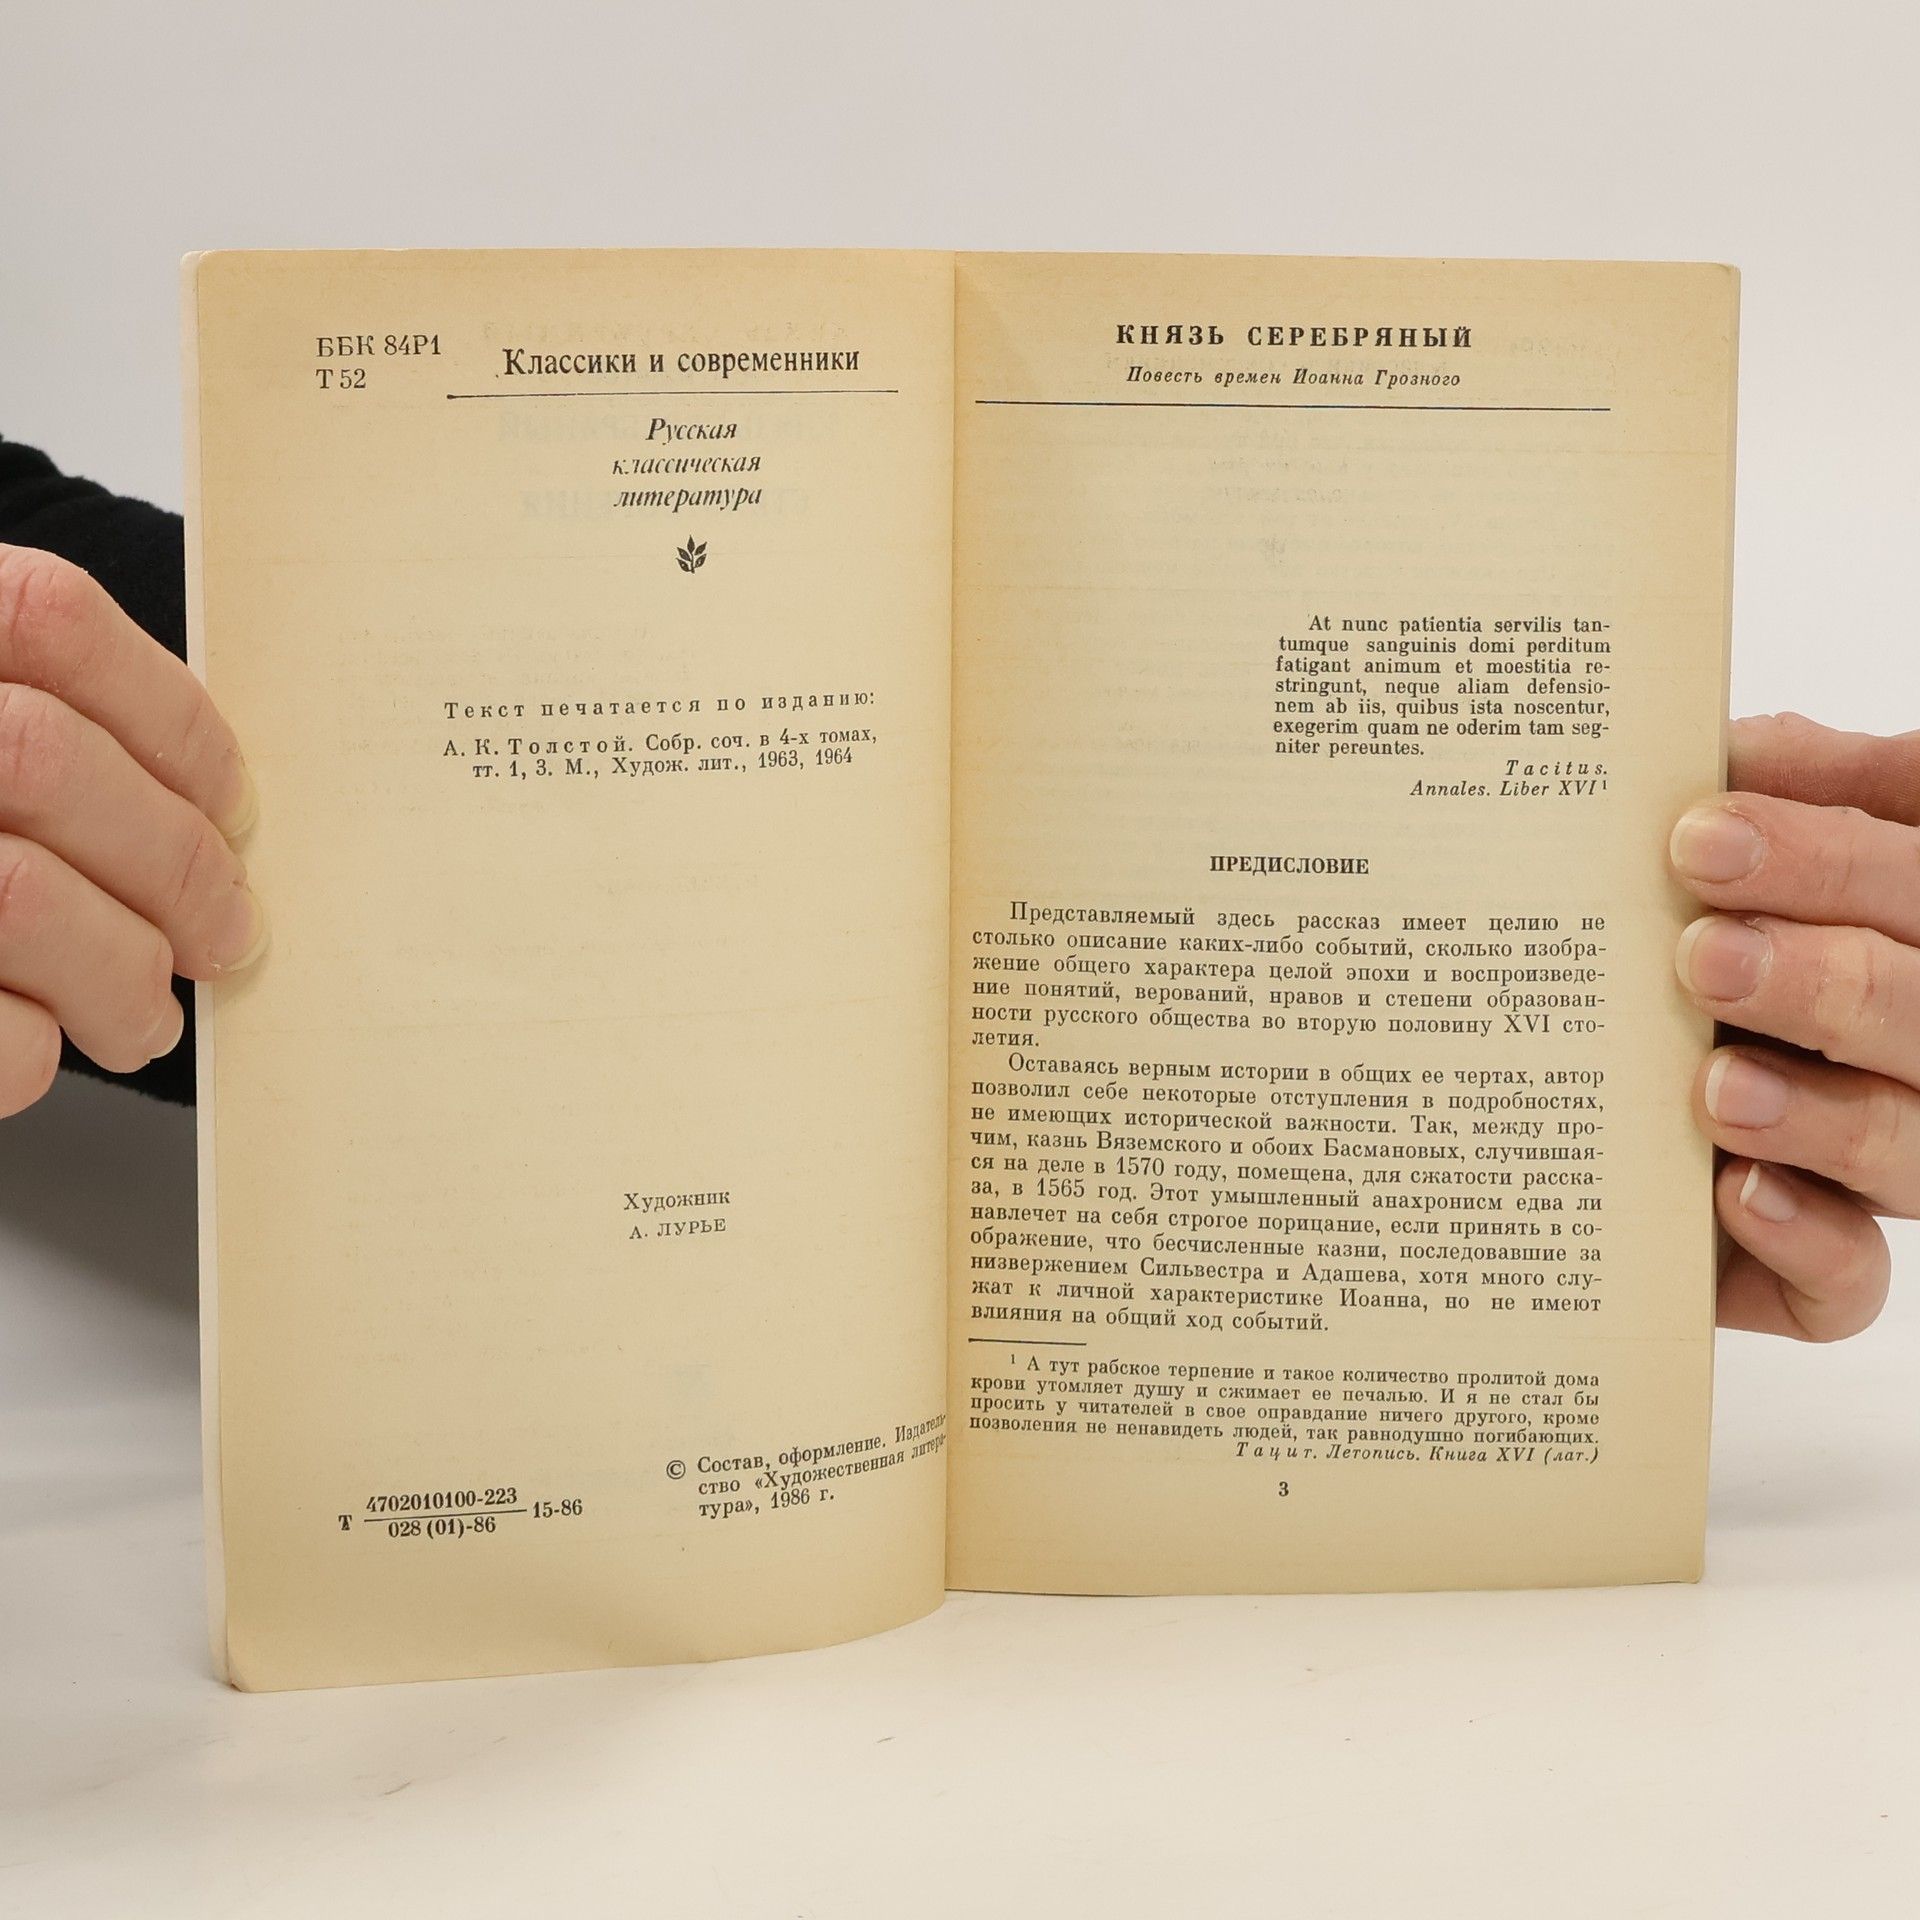 ББК 84Р1
Т 52
Классики и современники
Русская
классическая
литература
Текст печатается по изданию:
А. К. Толстой. Собр. соч. в 4-х томах,
тт. 1, 3. М., Худож. лит., 1963, 1964
Художник
А. ЛУРЬЕ
Т 4702010100-223 15-86
028 (01)-86
© Состав, оформление. Издатель-
ство «Художественная литера-
тура», 1986 г.
КНЯЗЬ СЕРЕБРЯНЫЙ
Повесть времен Иоанна Грозного
At nunc patientia servilis tan-
tumque sanguinis domi perditum
fatigant animum et moestitia re-
stringunt, neque aliam defensio-
nem ab iis, quibus ista noscentur,
exegerim quam ne oderim tam seg-
niter pereuntes.
Tacitus.
Annales. Liber XVI ¹
ПРЕДИСЛОВИЕ
Представляемый здесь рассказ имеет целию не
столько описание каких-либо событий, сколько изобра-
жение общего характера целой эпохи и воспроизведе-
ние понятий, верований, нравов и степени образован-
ности русского общества во вторую половину XVI сто-
летия.
Оставаясь верным истории в общих ее чертах, автор
позволил себе некоторые отступления в подробностях,
не имеющих исторической важности. Так, между про-
чим, казнь Вяземского и обоих Басмановых, случившая-
ся на деле в 1570 году, помещена, для сжатости расска-
за, в 1565 год. Этот умышленный анахронисм едва ли
навлечет на себя строгое порицание, если принять в со-
ображение, что бесчисленные казни, последовавшие за
низвержением Сильвестра и Адашева, хотя много слу-
жат к личной характеристике Иоанна, но не имеют
влияния на общий ход событий.
¹ А тут рабское терпение и такое количество пролитой дома
крови утомляет душу и сжимает ее печалью. И я не стал бы
просить у читателей в свое оправдание ничего другого, кроме
позволения не ненавидеть людей, так равнодушно погибающих.
Тацит. Летопись. Книга XVI (лат.)
3